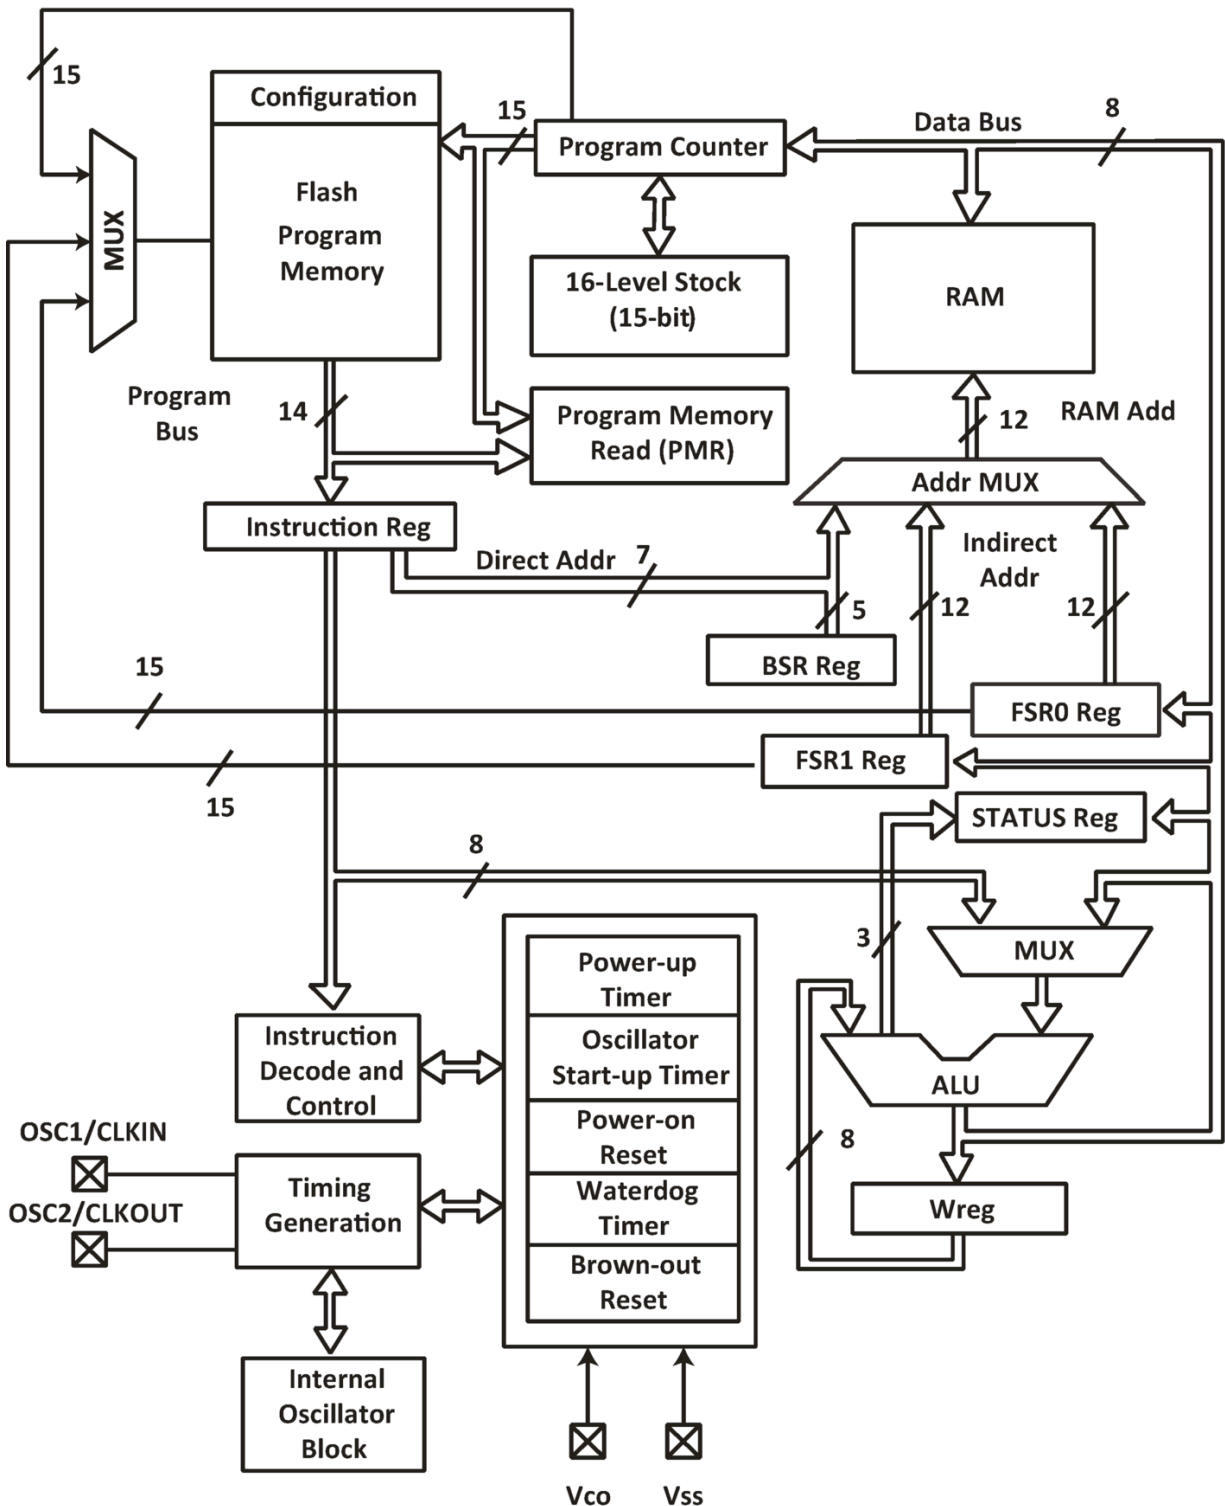 15
Configuration
Flash
Program
Memory
MUX
15
Program Counter
Data Bus
8
16-Level Stock
(15-bit)
RAM
Program
Bus
14
Program Memory
Read (PMR)
12
RAM Add
Addr MUX
Instruction Reg
Direct Addr
7
Indirect
Addr
5
12
12
BSR Reg
15
FSR0 Reg
FSR1 Reg
15
STATUS Reg
8
3
MUX
Power-up
Timer
Oscillator
Start-up Timer
Power-on
Reset
Waterdog
Timer
Brown-out
Reset
Instruction
Decode and
Control
ALU
8
OSC1/CLKIN
OSC2/CLKOUT
Timing
Generation
Wreg
Internal
Oscillator
Block
Vco
Vss